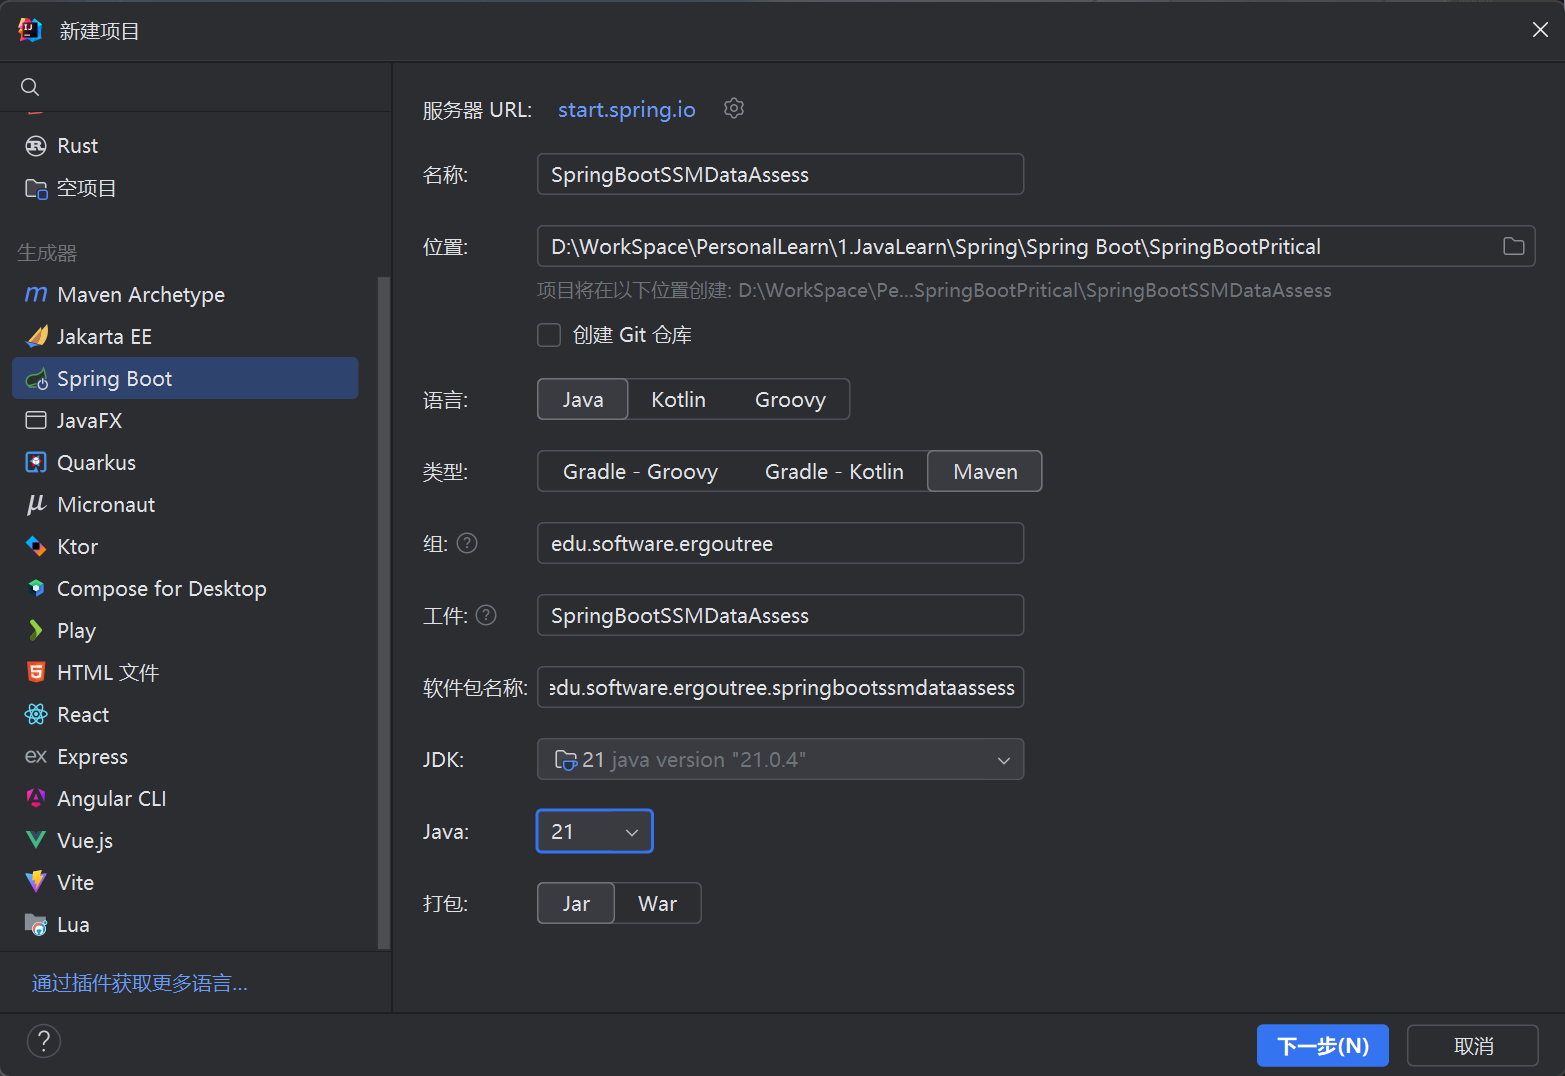 新建项目
Rust
空项目
生成器
Maven Archetype
Jakarta EE
Spring Boot
JavaFX
Quarkus
Micronaut
Ktor
Compose for Desktop
Play
HTML 文件
React
Express
Angular CLI
Vue.js
Vite
Lua
通过插件获取更多语言...
服务器 URL: start.spring.io
名称: SpringBootSSMDataAssess
位置: D:\WorkSpace\PersonalLearn\1.JavaLearn\Spring\Spring Boot\SpringBootPritical
项目将在以下位置创建: D:\WorkSpace\Pe...SpringBootPritical\SpringBootSSMDataAssess
创建 Git 仓库
语言: Java Kotlin Groovy
类型: Gradle - Groovy Gradle - Kotlin Maven
组: ? edu.software.ergoutree
工件: ? SpringBootSSMDataAssess
软件包名称: edu.software.ergoutree.springbootssmdataassess
JDK: 21 java version "21.0.4"
Java: 21
打包: Jar War
? 下一步(N) 取消